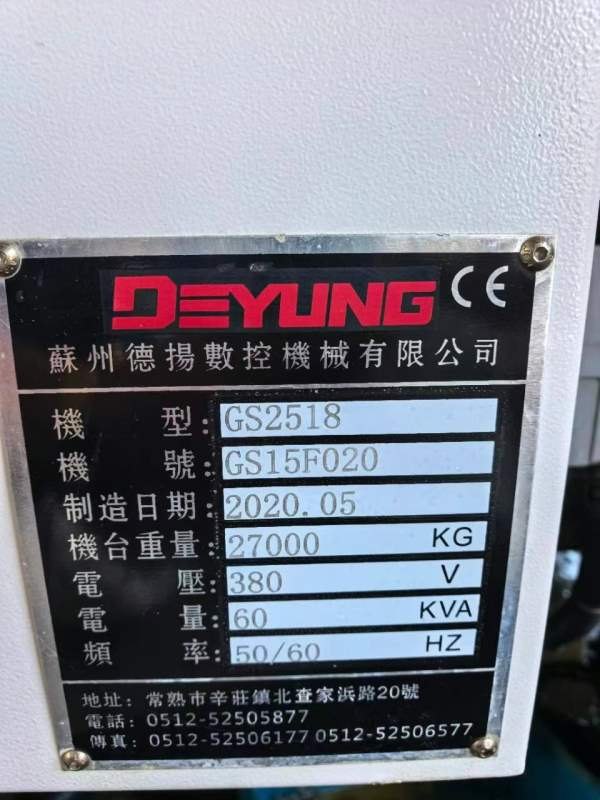 DEYUNG CE
蘇州德揚數控機械有限公司
機型:GS2518
機號:GS15F020
制造日期:2020.05
機台重量:27000 KG
電壓:380 V
電量:60 KVA
頻率:50/60 HZ
地址:常熟市辛莊鎮北查家浜路20號
電話:0512-52505877
傳真:0512-52506177 0512-52506577